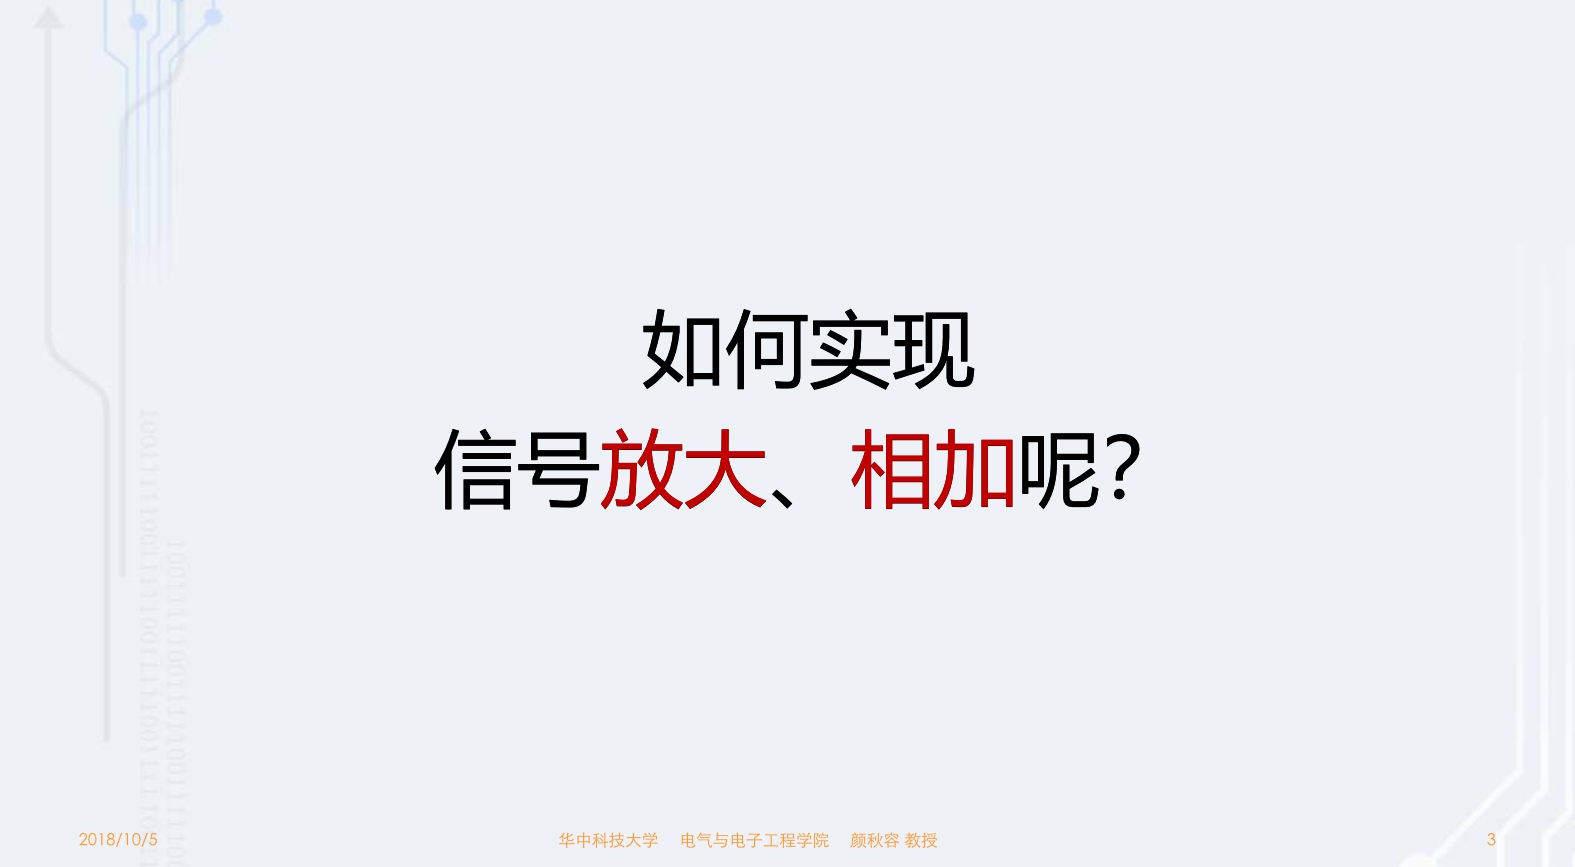 如何实现
信号放大、相加呢?
2018/10/5
华中科技大学 电气与电子工程学院 颜秋容 教授
3